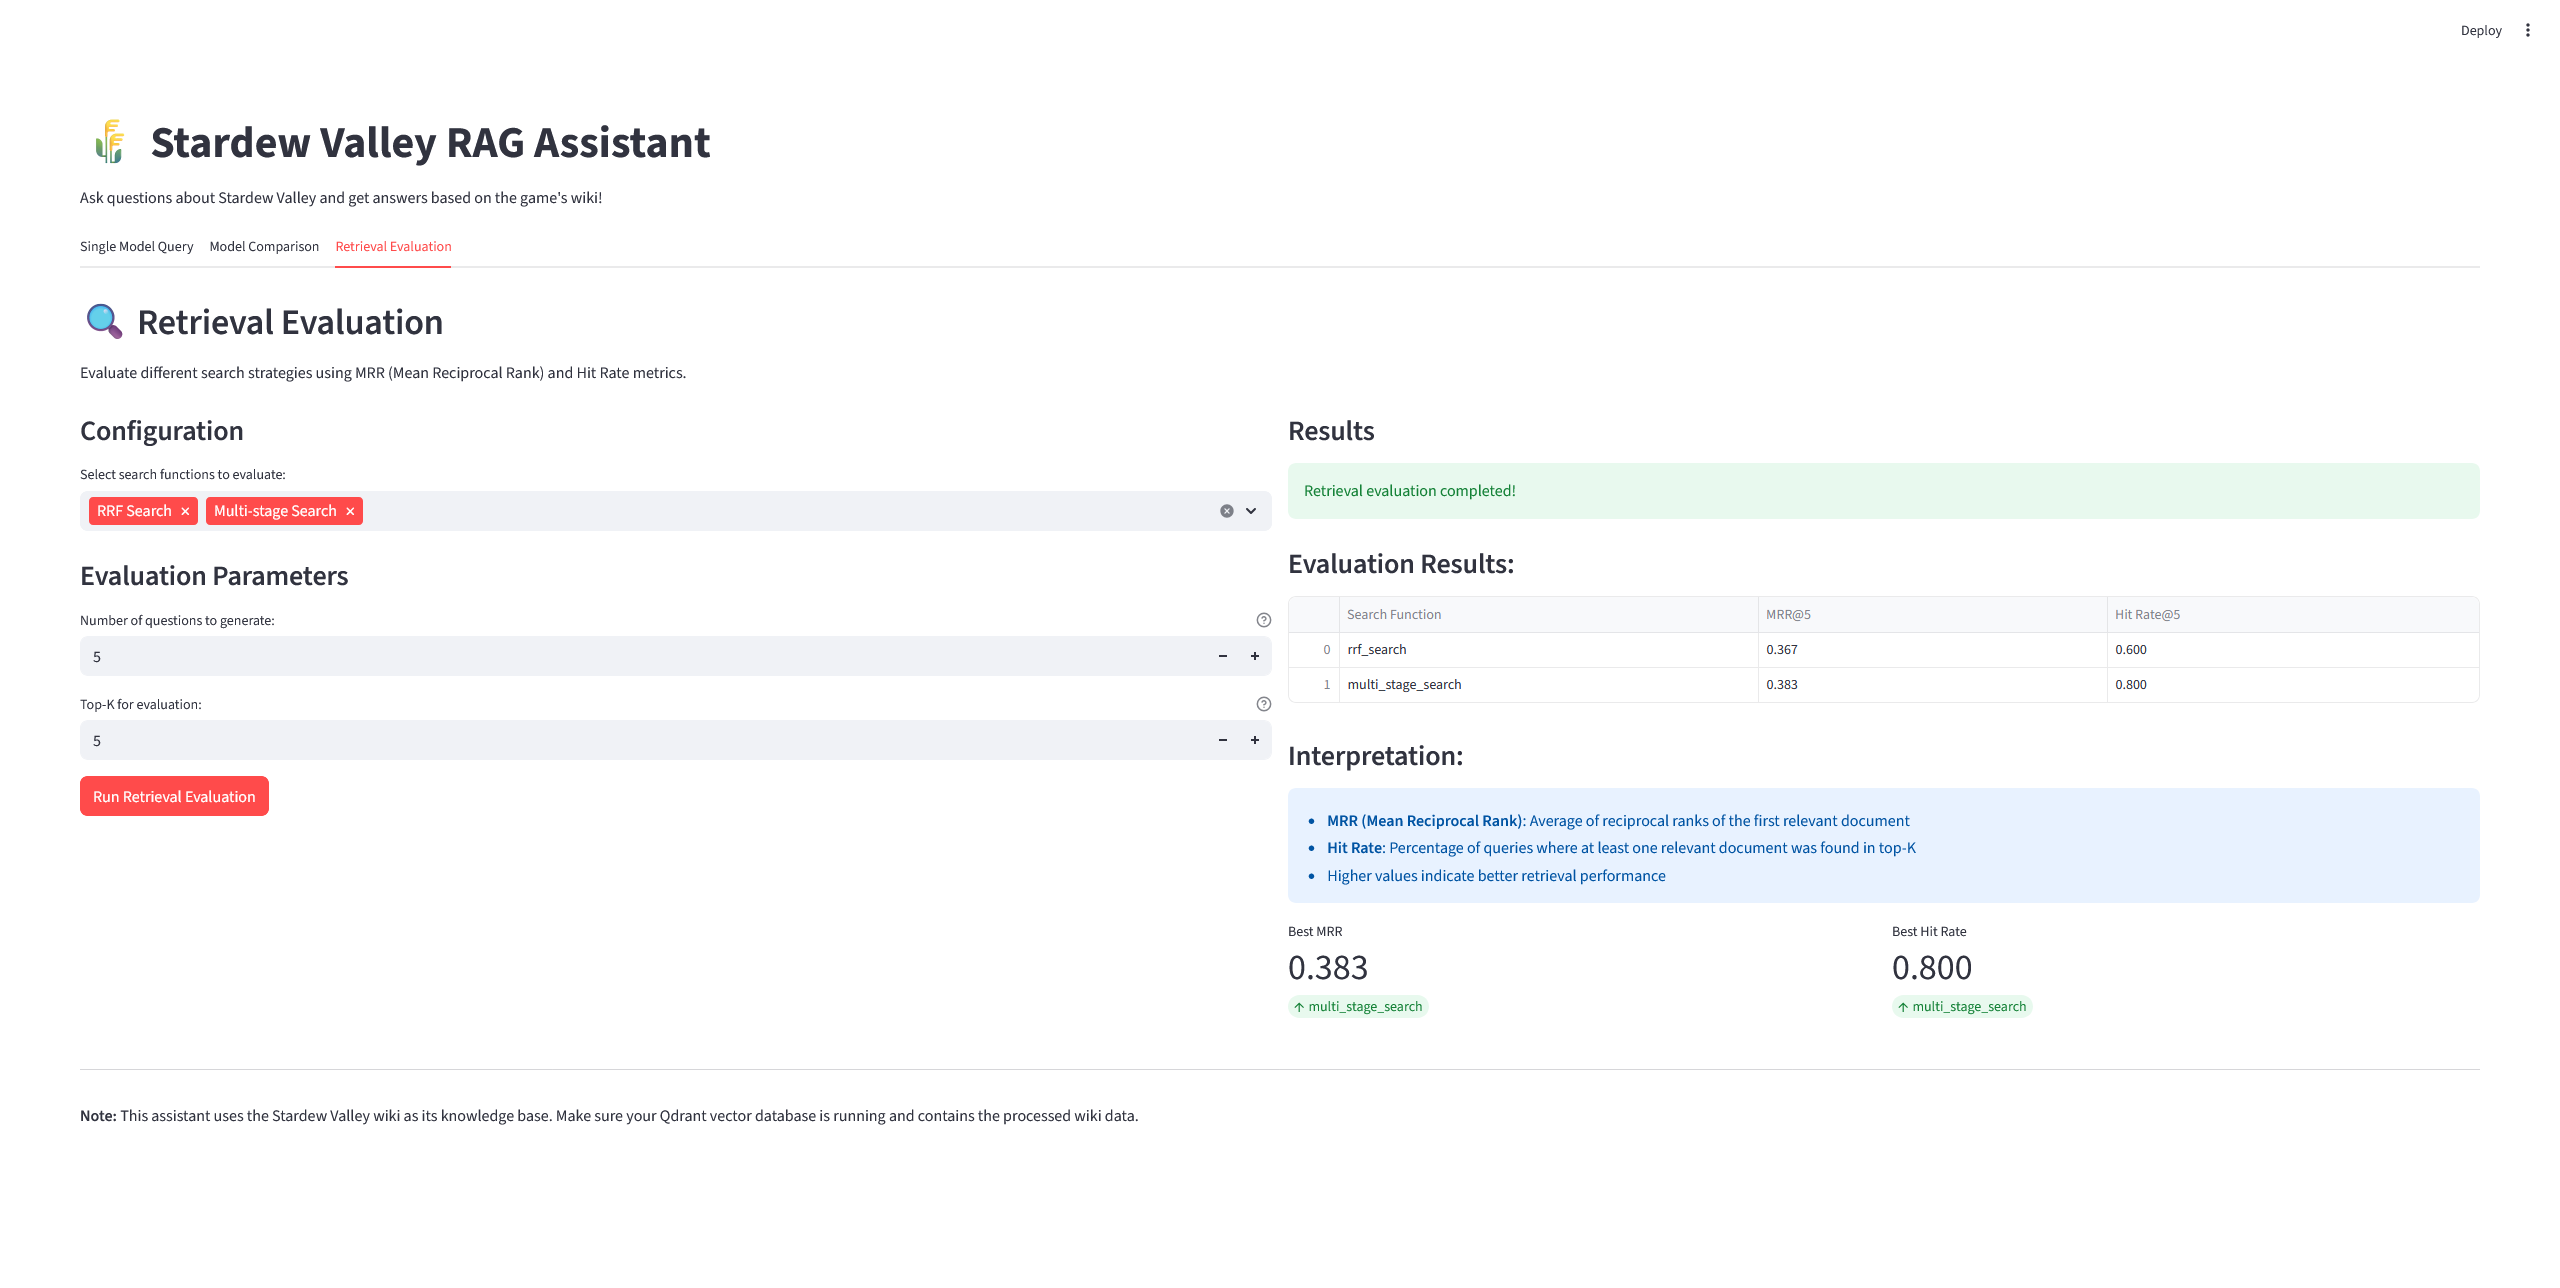 Deploy
Stardew Valley RAG Assistant
Ask questions about Stardew Valley and get answers based on the game's wiki!
Single Model Query Model Comparison Retrieval Evaluation
Retrieval Evaluation
Evaluate different search strategies using MRR (Mean Reciprocal Rank) and Hit Rate metrics.
Configuration
Select search functions to evaluate:
RRF Search × Multi-stage Search ×
Evaluation Parameters
Number of questions to generate:
5
Top-K for evaluation:
5
Run Retrieval Evaluation
Results
Retrieval evaluation completed!
Evaluation Results:
Search Function MRR@5 Hit Rate@5
0 rrf_search 0.367 0.600
1 multi_stage_search 0.383 0.800
Interpretation:
• MRR (Mean Reciprocal Rank): Average of reciprocal ranks of the first relevant document
• Hit Rate: Percentage of queries where at least one relevant document was found in top-K
• Higher values indicate better retrieval performance
Best MRR
0.383
↑ multi_stage_search
Best Hit Rate
0.800
↑ multi_stage_search
Note: This assistant uses the Stardew Valley wiki as its knowledge base. Make sure your Qdrant vector database is running and contains the processed wiki data.